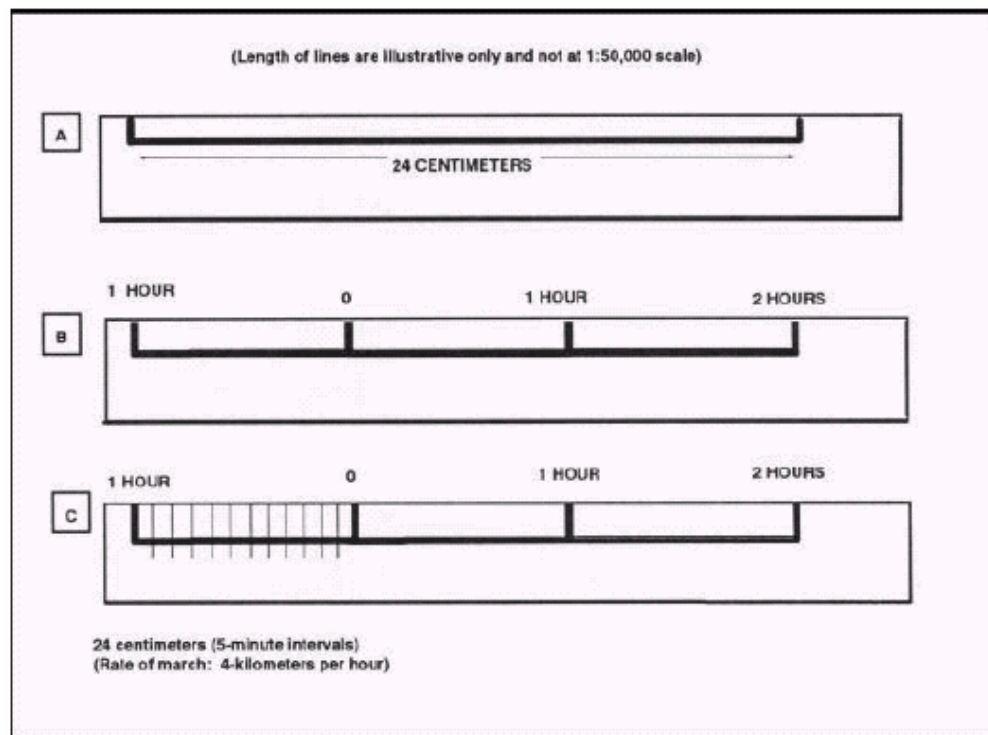 (Length of lines are illustrative only and not at 1:50,000 scale)
A
24 CENTIMETERS
1 HOUR 0 1 HOUR 2 HOURS
B
1 HOUR 0 1 HOUR 2 HOURS
C
24 centimeters (5-minute intervals)
(Rate of march: 4-kilometers per hour)